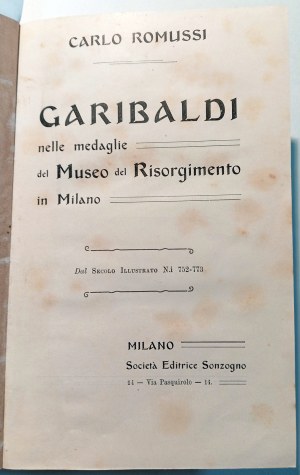 CARLO ROMUSSI
GARIBALDI
nelle medaglie
del Museo del Risorgimento
in Milano
Dal SECOLO ILLUSTRATO N.i 752-773
MILANO
Società Editrice Sonzogno
14 — Via Pasquirolo — 14.